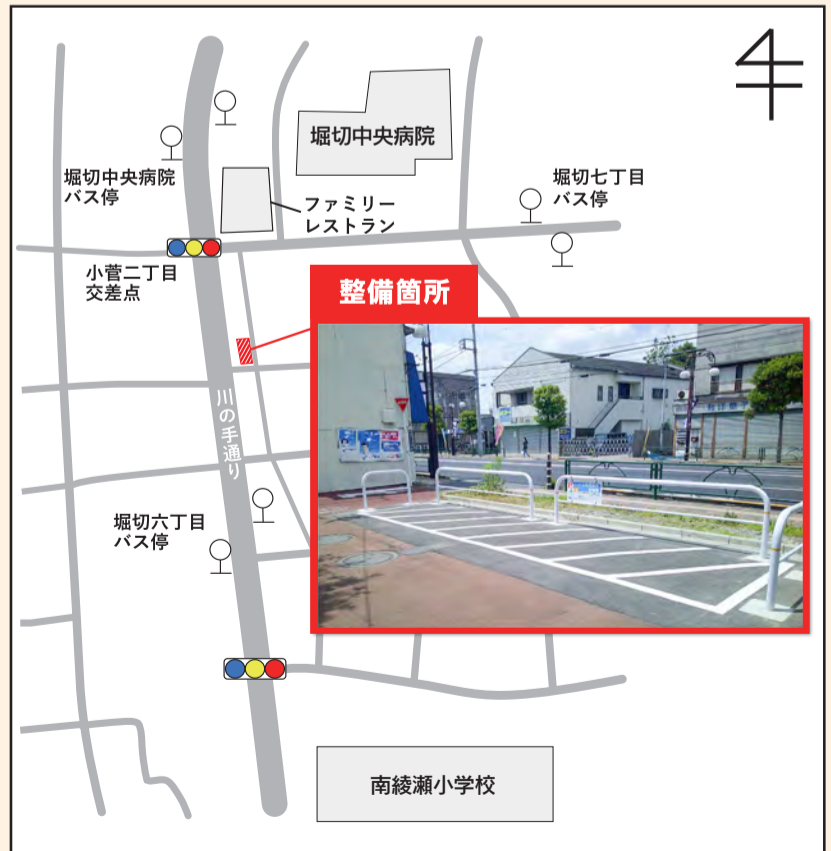 堀切中央病院
堀切中央病院
バス停
ファミリー
レストラン
堀切七丁目
バス停
小菅二丁目
交差点
整備箇所
川の手通り
堀切六丁目
バス停
南綾瀬小学校